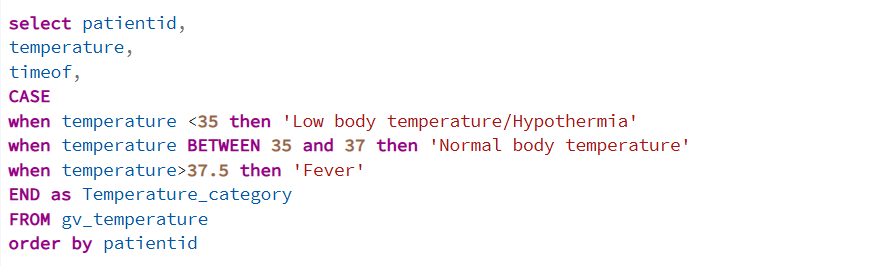 select patientid,
temperature,
timeof,
CASE
when temperature <35 then 'Low body temperature/Hypothermia'
when temperature BETWEEN 35 and 37 then 'Normal body temperature'
when temperature>37.5 then 'Fever'
END as Temperature_category
FROM gv_temperature
order by patientid